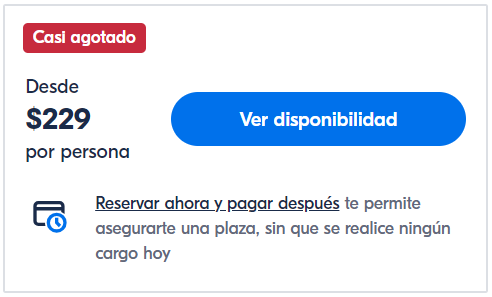 Casi agotado
Desde
$229
por persona
Ver disponibilidad
Reservar ahora y pagar después te permite
asegurarte una plaza, sin que se realice ningún
cargo hoy